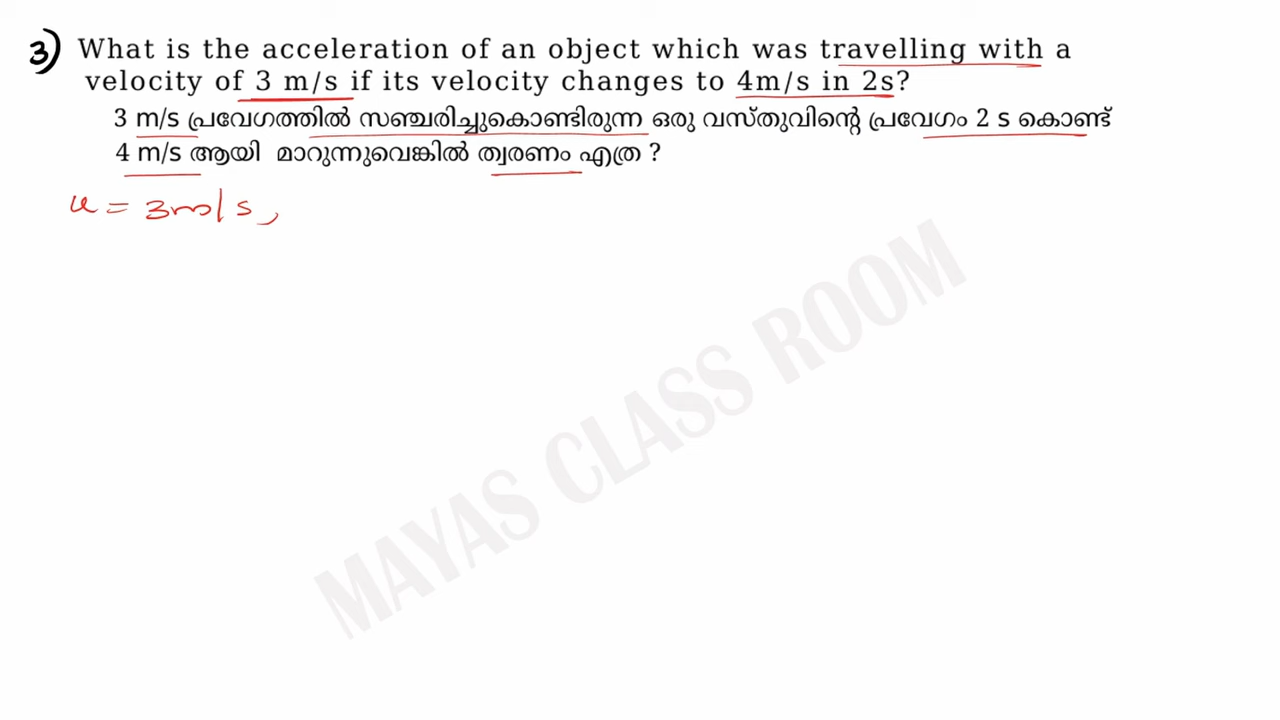 3) What is the acceleration of an object which was travelling with a
velocity of 3 m/s if its velocity changes to 4m/s in 2s?
3 m/s പ്രവേഗത്തിൽ സഞ്ചരിച്ചുകൊണ്ടിരുന്ന ഒരു വസ്തുവിന്റെ പ്രവേഗം 2 s കൊണ്ട്
4 m/s ആയി മാറുന്നുവെങ്കിൽ ത്വരണം എത്ര ?
u = 3m/s,
MAYAS CLASS ROOM